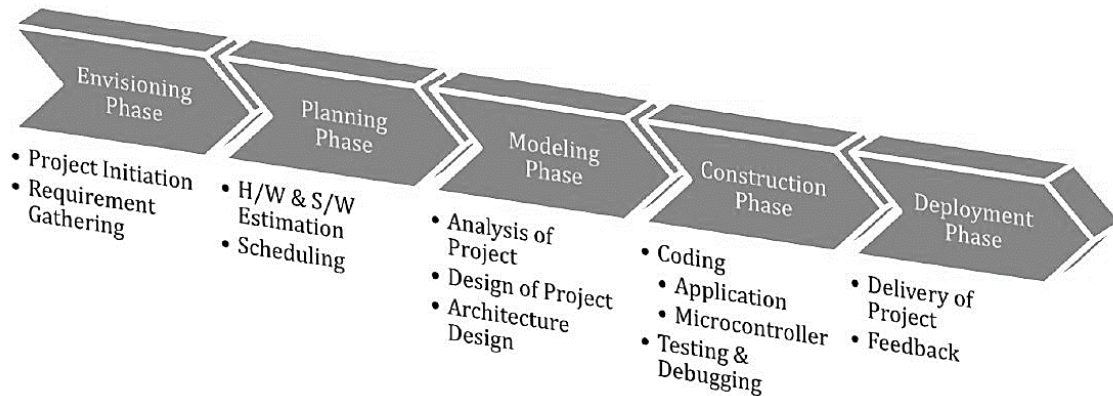 Envisioning
Phase
• Project Initiation
• Requirement
Gathering
Planning
Phase
• H/W & S/W
Estimation
• Scheduling
Modeling
Phase
• Analysis of
Project
• Design of Project
• Architecture
Design
Construction
Phase
• Coding
• Application
• Microcontroller
• Testing &
Debugging
Deployment
Phase
• Delivery of
Project
• Feedback